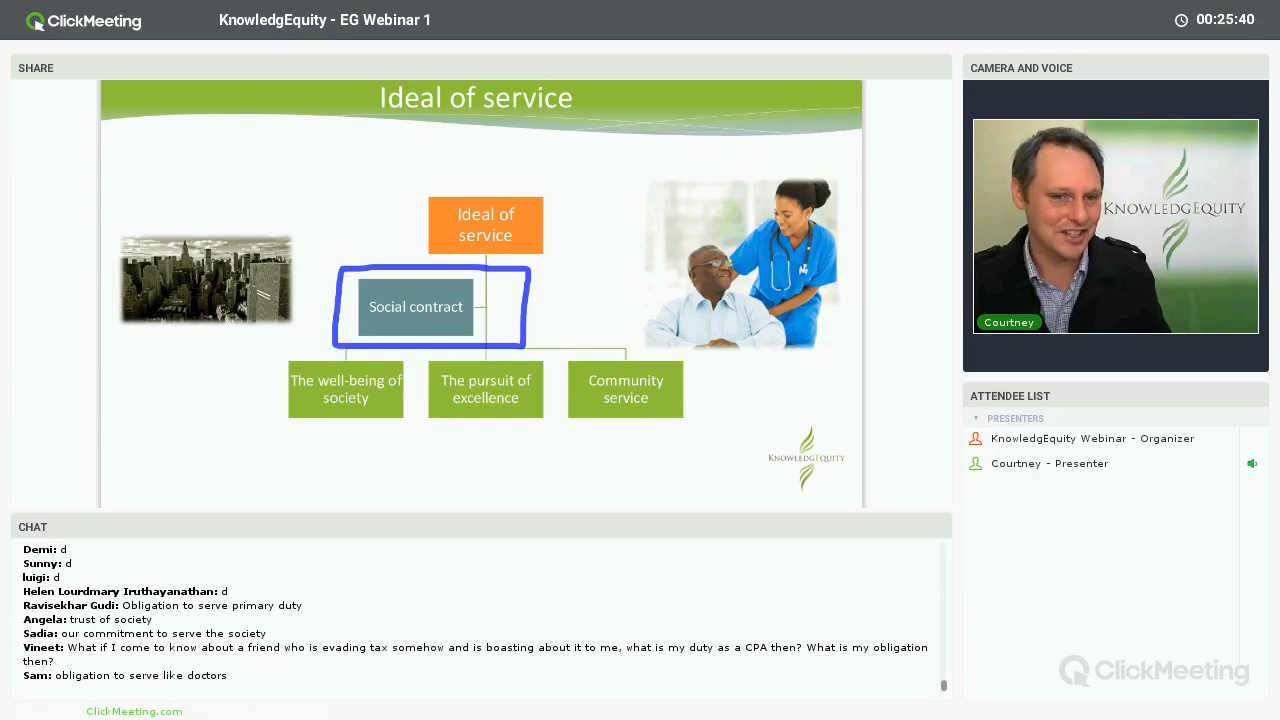 ClickMeeting
KnowledgEquity - EG Webinar 1
00:25:40
SHARE
Ideal of service
Ideal of
service
Social contract
The well-being of
society
The pursuit of
excellence
Community
service
KNOWLEDGEQUITY
CAMERA AND VOICE
KNOWLEDGEQUITY
Courtney
ATTENDEE LIST
PRESENTERS
KnowledgEquity Webinar - Organizer
Courtney - Presenter
CHAT
Demi: d
Sunny: d
luigi: d
Helen Lourdmary Iruthayanathan: d
Ravisekhar Gudi: Obligation to serve primary duty
Angela: trust of society
Sadia: our commitment to serve the society
Vineet: What if I come to know about a friend who is evading tax somehow and is boasting about it to me, what is my duty as a CPA then? What is my obligation
then?
Sam: obligation to serve like doctors
ClickMeeting
ClickMeeting.com